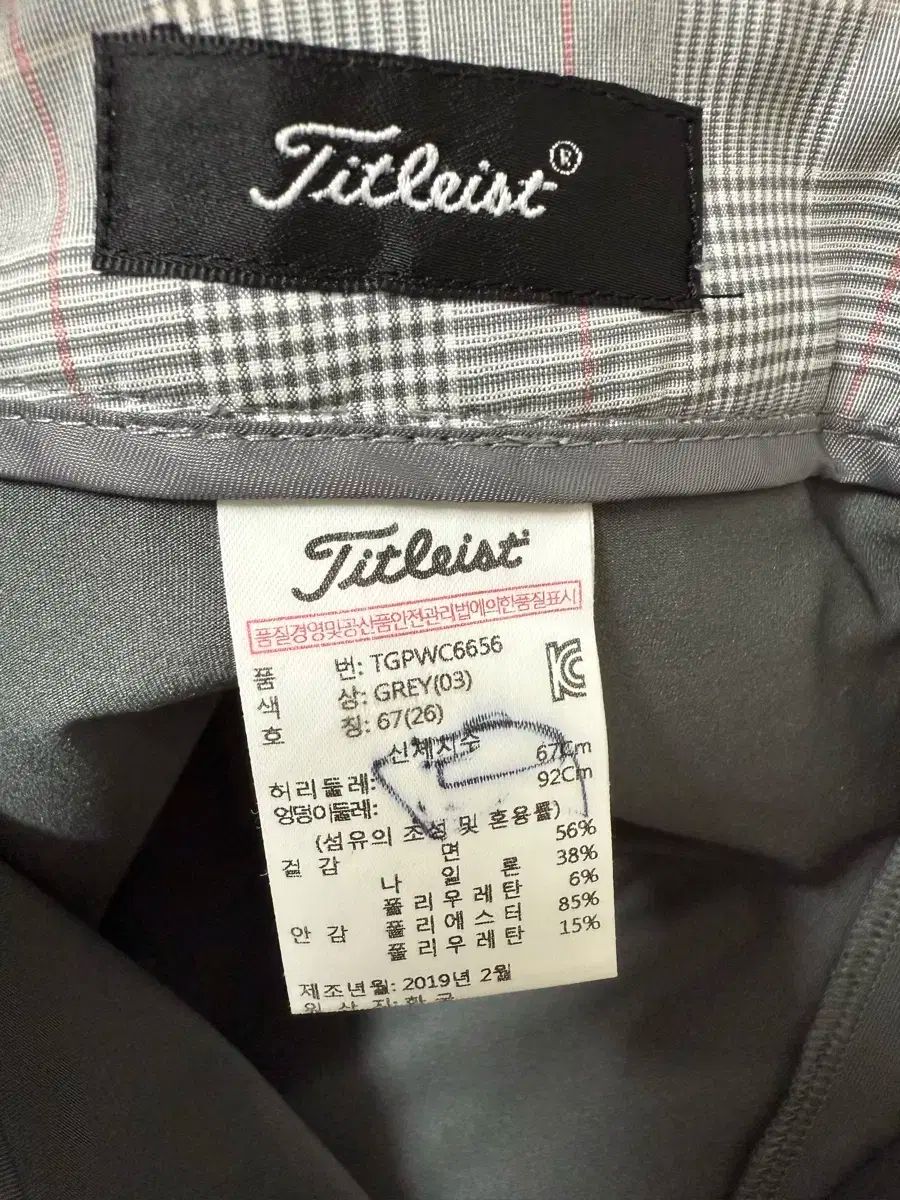 Titleist®
Titleist
품질경영및공산품안전관리법에의한품질표시
품 번: TGPWC6656
색 상: GREY(03)
호 칭: 67(26)
신체치수
허리둘레: 67Cm
엉덩이둘레: 92Cm
(섬유의 조성 및 혼용률)
겉 감 면 56%
나 일 론 38%
폴 리 우 레 탄 6%
안 감 폴 리 에 스 터 85%
폴 리 우 레 탄 15%
제조년월: 2019년 2월
원 산 지: 한 국